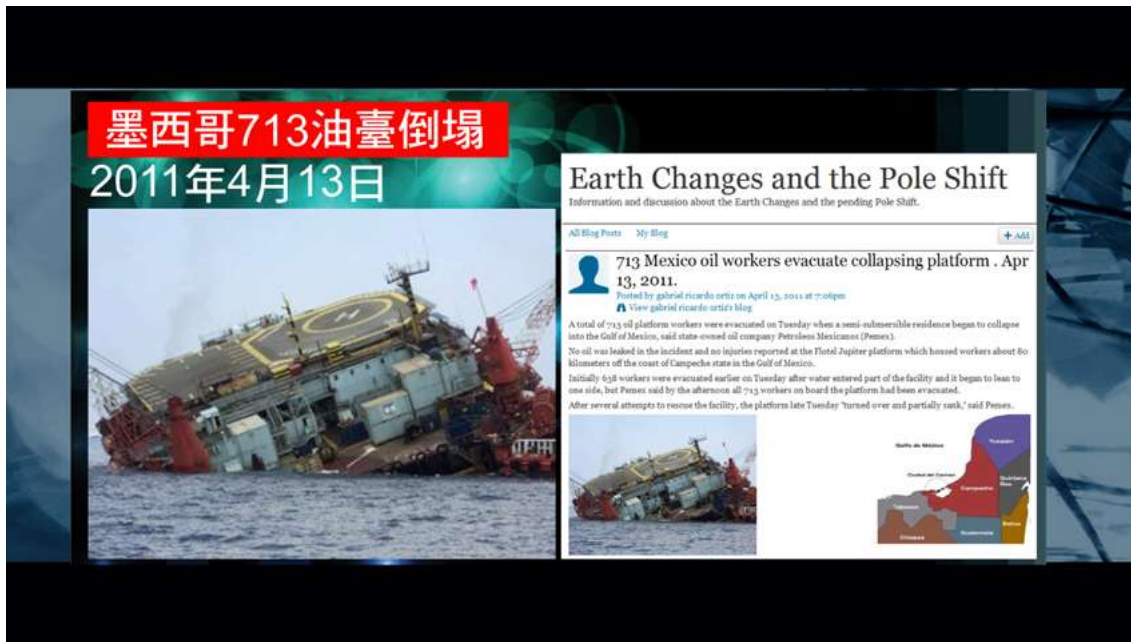 墨西哥713油臺倒塌
2011年4月13日
Earth Changes and the Pole Shift
Information and discussion about the Earth Changes and the pending Pole Shift.
All Blog Posts My Blog
+ Add
713 Mexico oil workers evacuate collapsing platform . Apr
13, 2011.
Posted by gabriel ricardo ortiz on April 13, 2011 at 7:06pm
View gabriel ricardo ortiz's blog
A total of 713 oil platform workers were evacuated on Tuesday when a semi-submersible residence began to collapse
into the Gulf of Mexico, said state-owned oil company Petroleos Mexicanos (Pemex).
No oil was leaked in the incident and no injuries reported at the Flotel Jupiter platform which housed workers about 80
kilometers off the coast of Campeche state in the Gulf of Mexico.
Initially 638 workers were evacuated earlier on Tuesday after water entered part of the facility and it began to lean to
one side, but Pemex said by the afternoon all 713 workers on board the platform had been evacuated.
After several attempts to rescue the facility, the platform late Tuesday "turned over and partially sank," said Pemex.
Golfo de México
Yucatán
Ciudad del Carmen
Campeche
Quintana
Roo
Tabasco
Chiapas
Guatemala
Belice